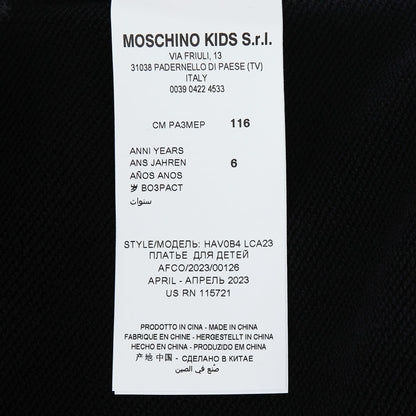 MOSCHINO KIDS S.r.l.
VIA FRIULI, 13
31038 PADERNELLO DI PAESE (TV)
ITALY
0039 0422 4533
СМ РАЗМЕР 116
ANNI YEARS
ANS JAHREN 6
AÑOS ANOS
岁 ВОЗРАСТ
سنوات
STYLE/МОДЕЛЬ: HAV0B4 LCA23
ПЛАТЬЕ ДЛЯ ДЕТЕЙ
AFCO/2023/00126
APRIL - АПРЕЛЬ 2023
US RN 115721
PRODOTTO IN CINA - MADE IN CHINA
FABRIQUE EN CHINE - HERGESTELLT IN CHINA
HECHO EN CHINA - PRODUZIDO EM CHINA
产 地 中国 - СДЕЛАНО В КИТАЕ
صُنع في الصين